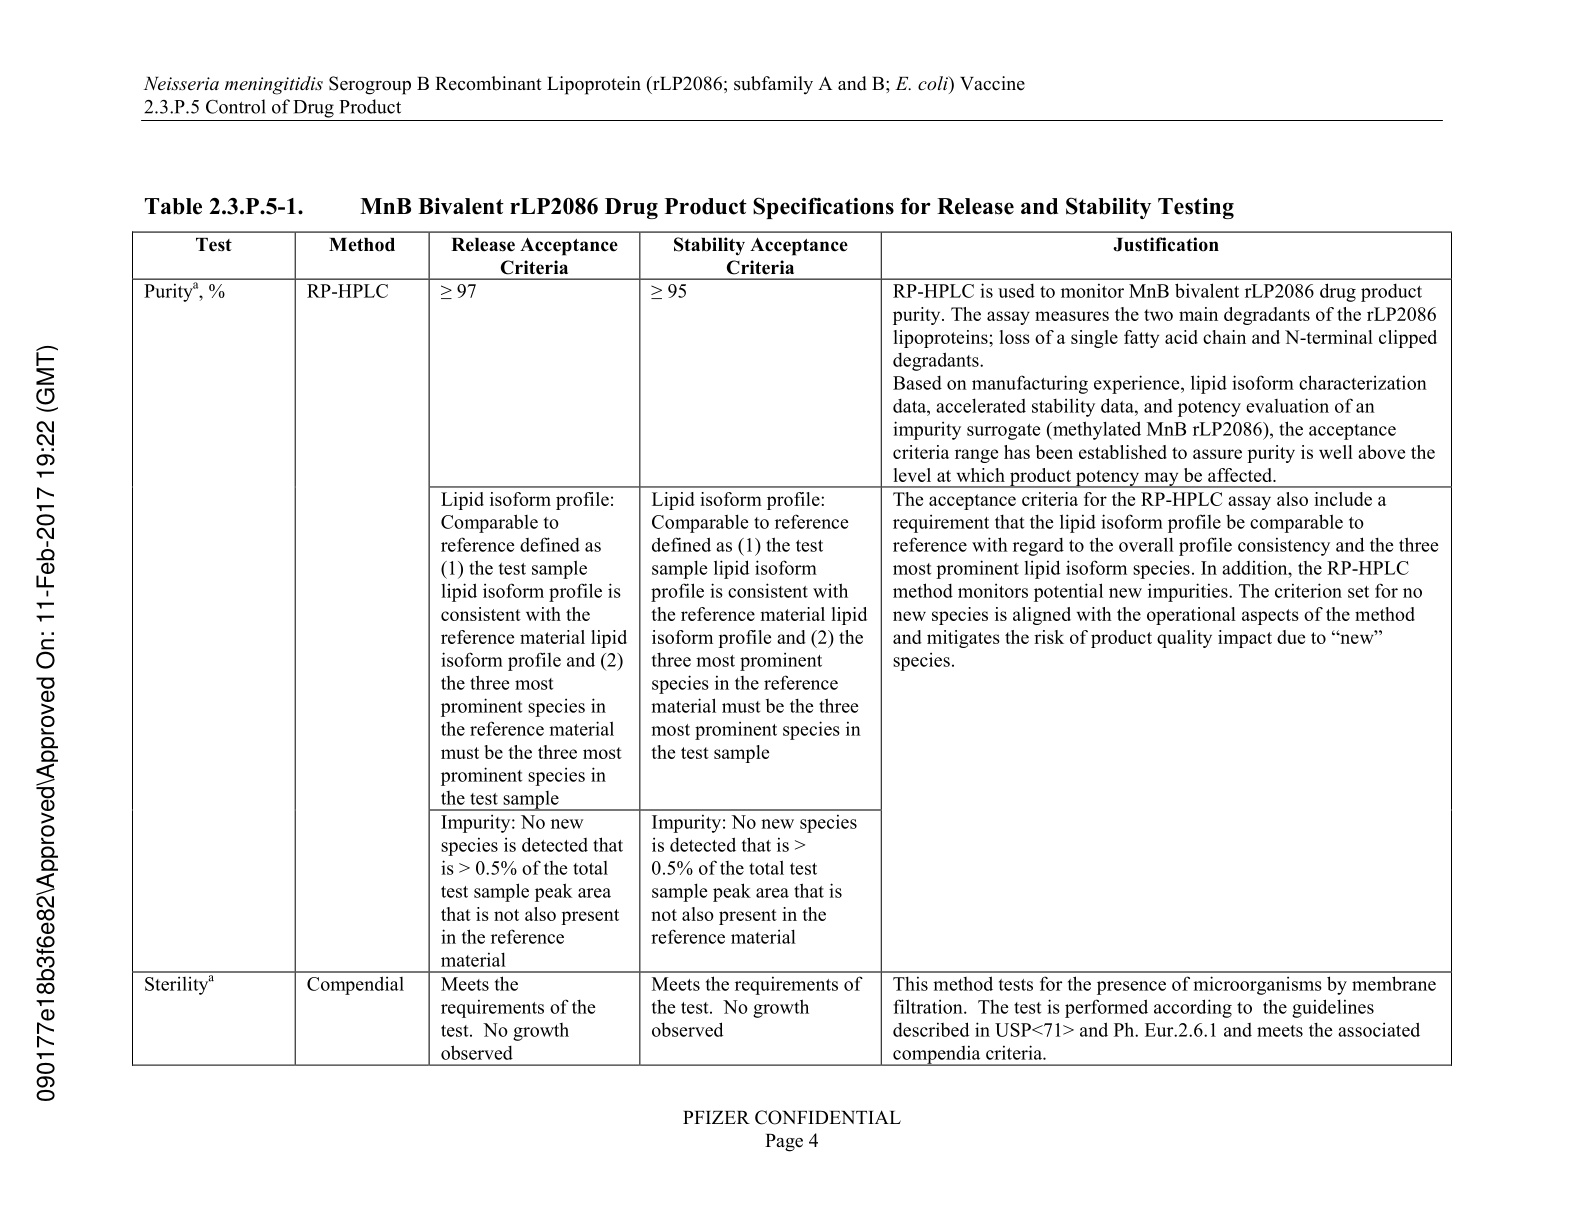 Neisseria meningitidis Serogroup B Recombinant Lipoprotein (rLP2086; subfamily A and B; E. coli) Vaccine
2.3.P.5 Control of Drug Product
Table 2.3.P.5-1. MnB Bivalent rLP2086 Drug Product Specifications for Release and Stability Testing
Test
Method
Release Acceptance
Criteria
Stability Acceptance
Criteria
Justification
Purityᵃ, %
RP-HPLC
≥ 97
≥ 95
RP-HPLC is used to monitor MnB bivalent rLP2086 drug product
purity. The assay measures the two main degradants of the rLP2086
lipoproteins; loss of a single fatty acid chain and N-terminal clipped
degradants.
Based on manufacturing experience, lipid isoform characterization
data, accelerated stability data, and potency evaluation of an
impurity surrogate (methylated MnB rLP2086), the acceptance
criteria range has been established to assure purity is well above the
level at which product potency may be affected.
Lipid isoform profile:
Comparable to
reference defined as
(1) the test sample
lipid isoform profile is
consistent with the
reference material lipid
isoform profile and (2)
the three most
prominent species in
the reference material
must be the three most
prominent species in
the test sample
Lipid isoform profile:
Comparable to reference
defined as (1) the test
sample lipid isoform
profile is consistent with
the reference material lipid
isoform profile and (2) the
three most prominent
species in the reference
material must be the three
most prominent species in
the test sample
The acceptance criteria for the RP-HPLC assay also include a
requirement that the lipid isoform profile be comparable to
reference with regard to the overall profile consistency and the three
most prominent lipid isoform species. In addition, the RP-HPLC
method monitors potential new impurities. The criterion set for no
new species is aligned with the operational aspects of the method
and mitigates the risk of product quality impact due to “new”
species.
Impurity: No new
species is detected that
is > 0.5% of the total
test sample peak area
that is not also present
in the reference
material
Impurity: No new species
is detected that is >
0.5% of the total test
sample peak area that is
not also present in the
reference material
Sterilityᵃ
Compendial
Meets the
requirements of the
test. No growth
observed
Meets the requirements of
the test. No growth
observed
This method tests for the presence of microorganisms by membrane
filtration. The test is performed according to the guidelines
described in USP<71> and Ph. Eur.2.6.1 and meets the associated
compendia criteria.
PFIZER CONFIDENTIAL
Page 4
090177e18b3f6e82\Approved\Approved On: 11-Feb-2017 19:22 (GMT)